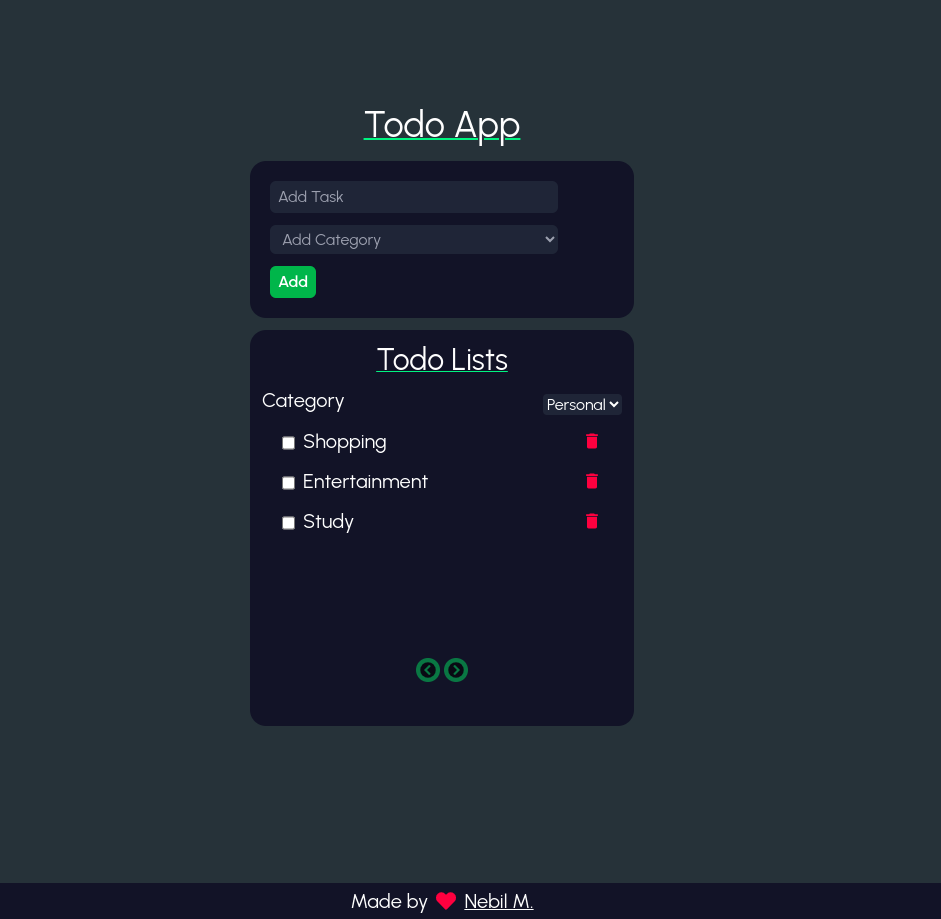 Todo App
Add Task
Add Category
Add
Todo Lists
Category Personal
Shopping
Entertainment
Study
Made by Nebil M.